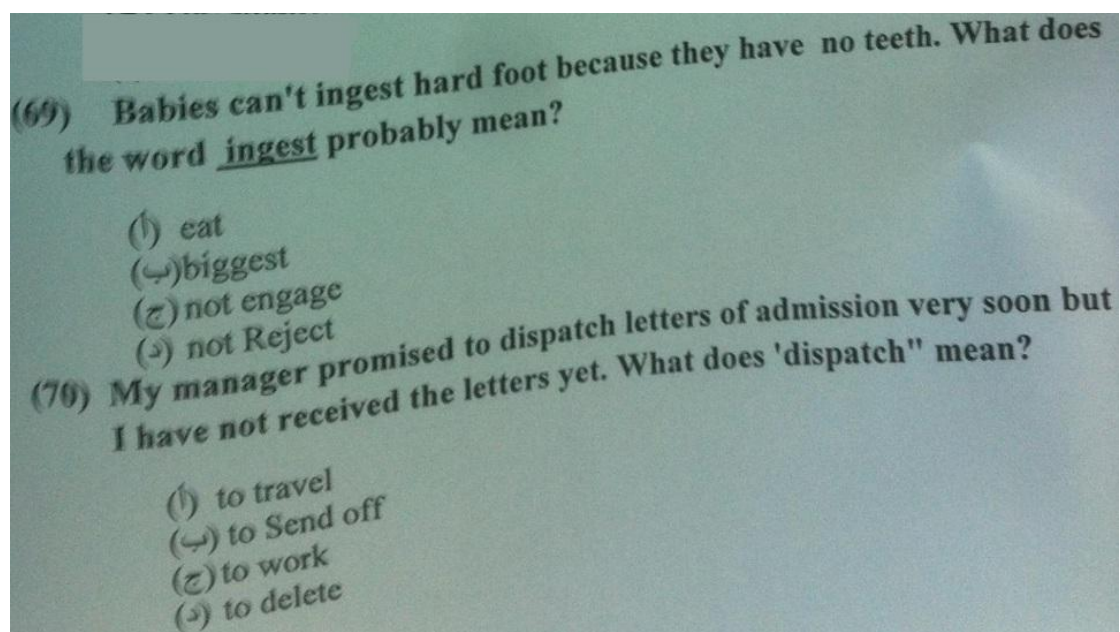 (69) Babies can't ingest hard foot because they have no teeth. What does
the word ingest probably mean?
(أ) eat
(ب)biggest
(ج) not engage
(د) not Reject
(70) My manager promised to dispatch letters of admission very soon but
I have not received the letters yet. What does 'dispatch" mean?
(أ) to travel
(ب) to Send off
(ج) to work
(د) to delete